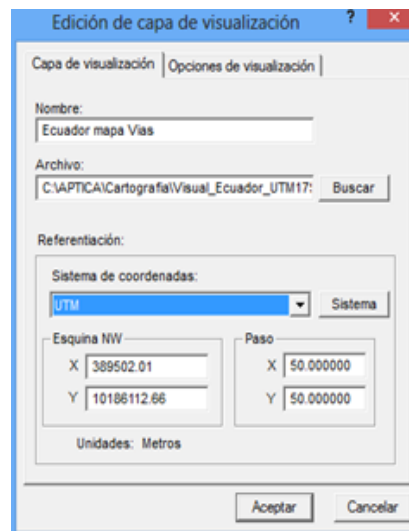 Edición de capa de visualización ? x
Capa de visualización Opciones de visualización
Nombre:
Ecuador mapa Vias
Archivo:
C:\APTICA\Cartografia\Visual_Ecuador_UTM17 Buscar
Referentiación:
Sistema de coordenadas:
UTM Sistema
Esquina NW Paso
X 389502.01 X 50.000000
Y 10186112.66 Y 50.000000
Unidades: Metros
Aceptar Cancelar